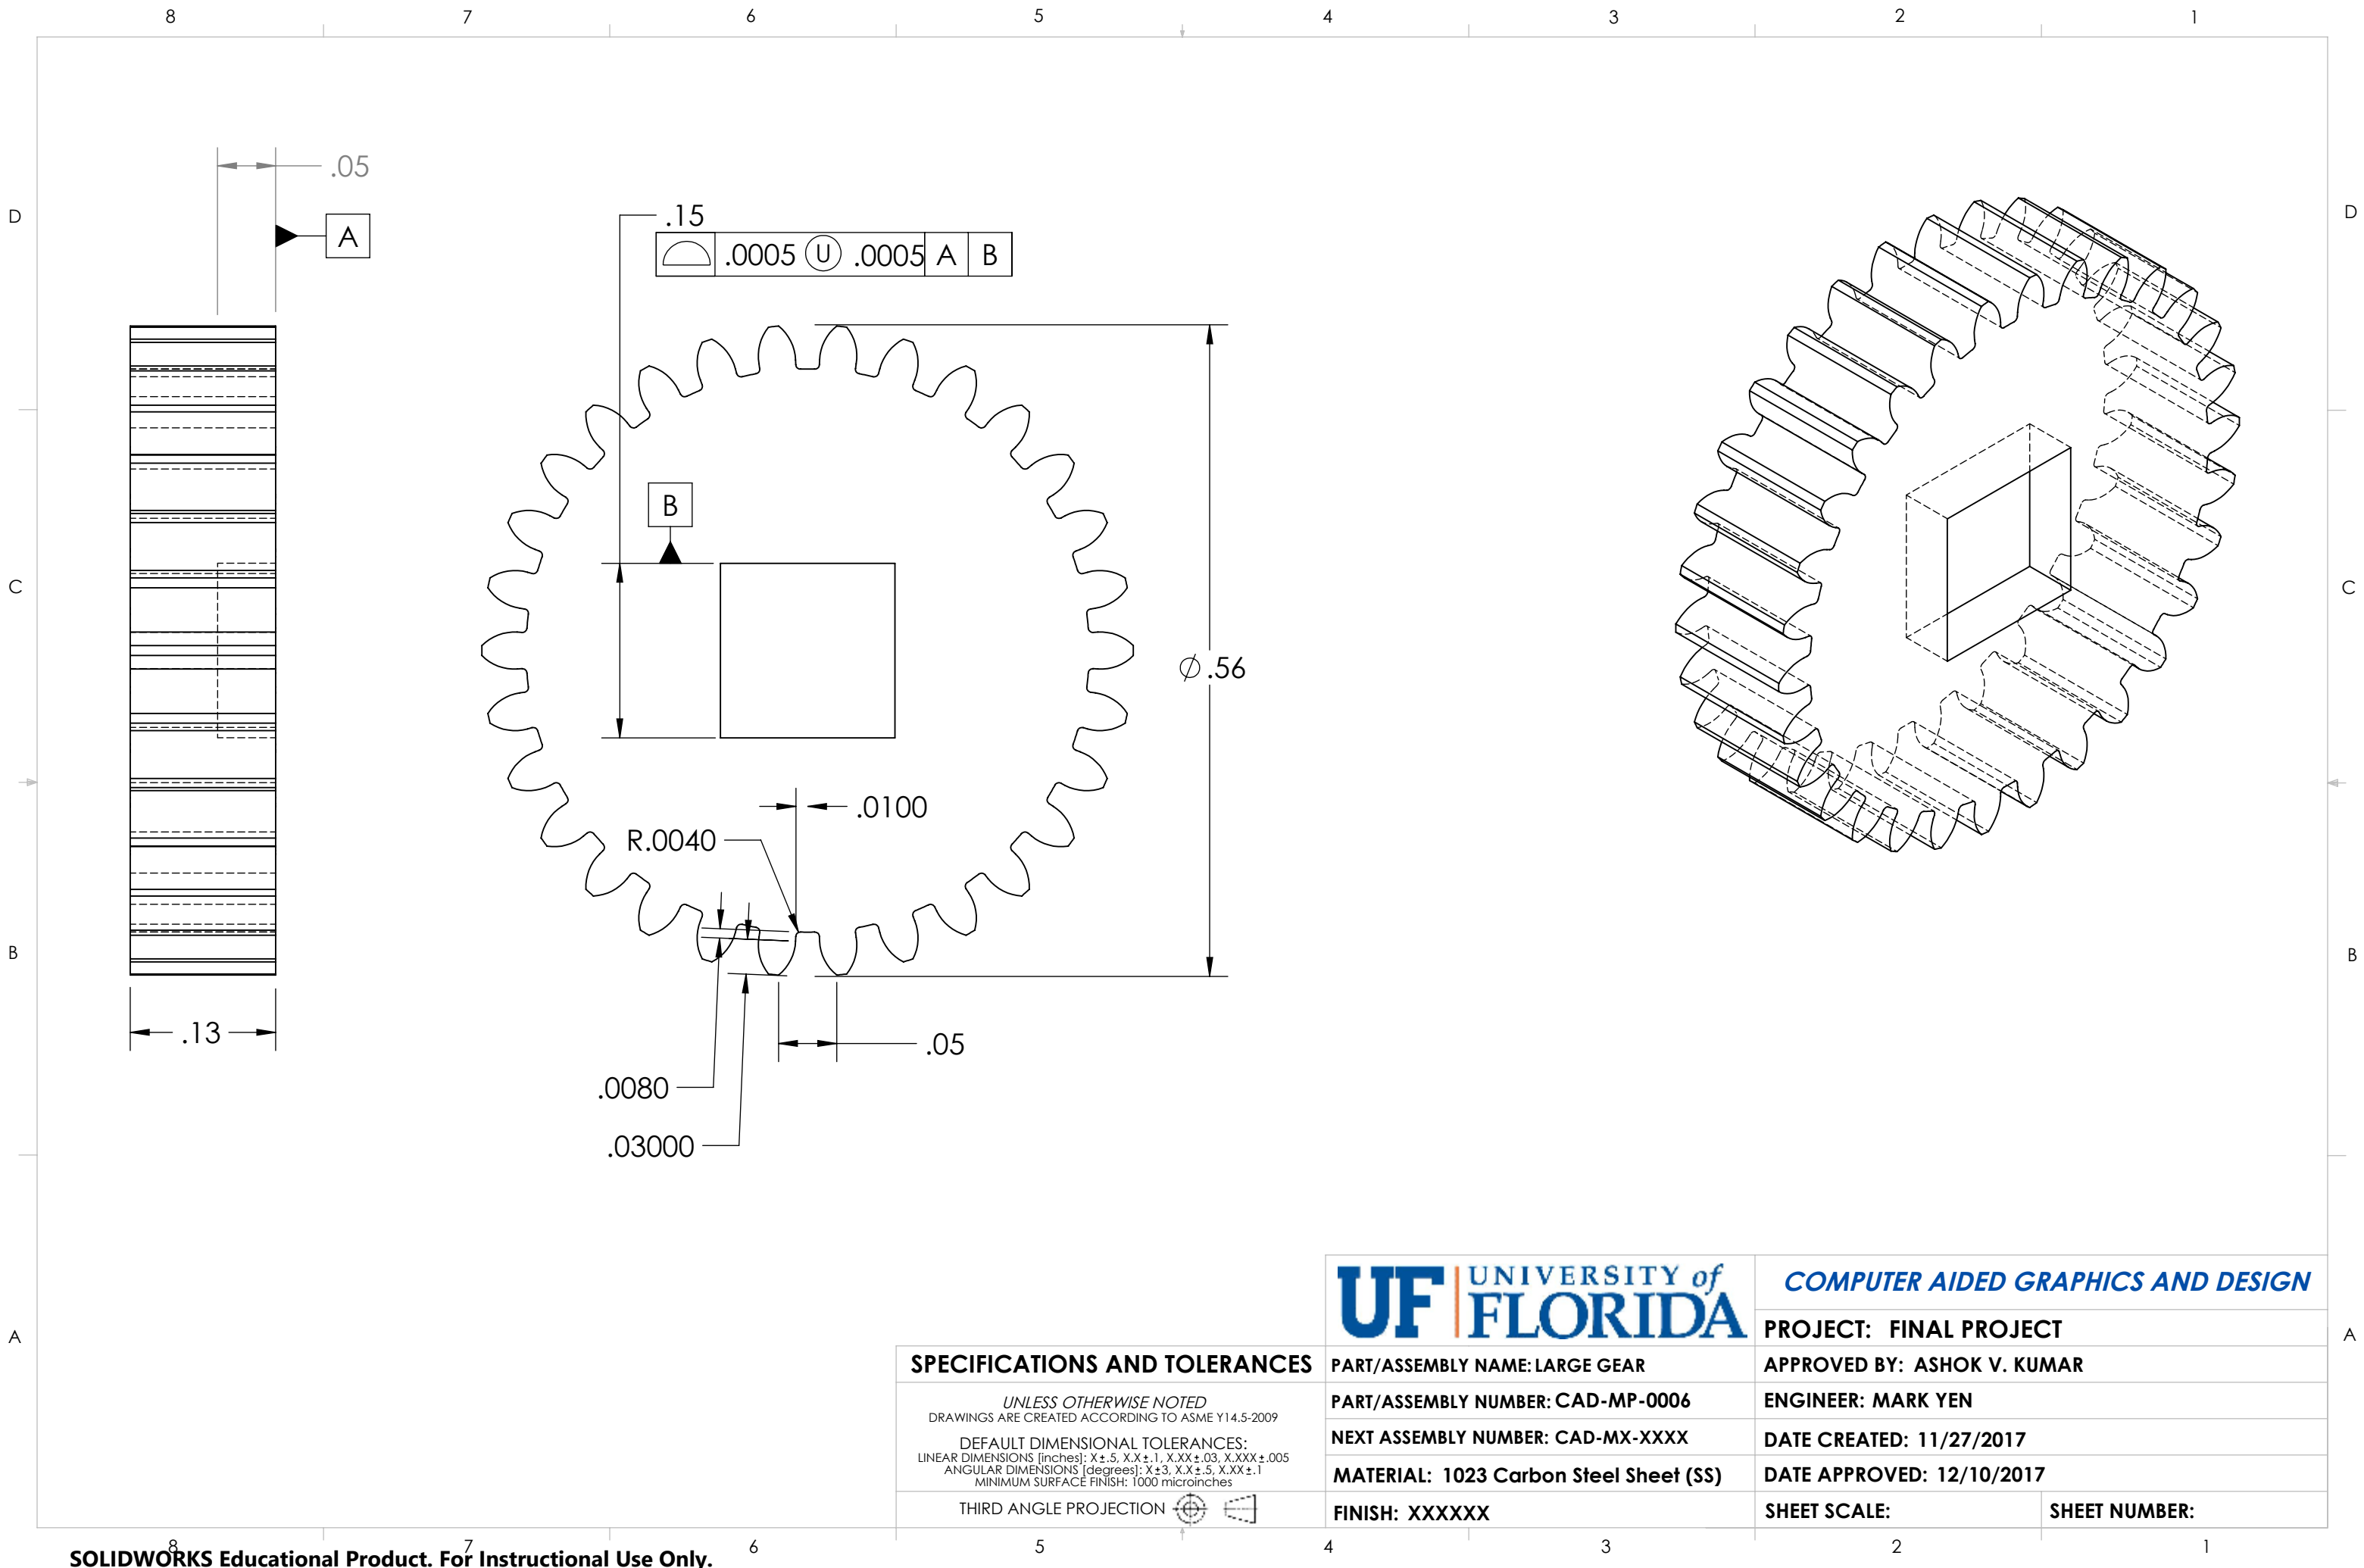 8 7 6 5 4 3 2 1
D D
C C
B B
A A
.05
A
.15
.0005 U .0005 A B
B
⌀.56
.0100
R.0040
.13
.05
.0080
.03000
UF UNIVERSITY of
FLORIDA
COMPUTER AIDED GRAPHICS AND DESIGN
PROJECT: FINAL PROJECT
SPECIFICATIONS AND TOLERANCES
UNLESS OTHERWISE NOTED
DRAWINGS ARE CREATED ACCORDING TO ASME Y14.5-2009
DEFAULT DIMENSIONAL TOLERANCES:
LINEAR DIMENSIONS [inches]: X±.5, X.X±.1, X.XX±.03, X.XXX±.005
ANGULAR DIMENSIONS [degrees]: X±3, X.X±.5, X.XX±.1
MINIMUM SURFACE FINISH: 1000 microinches
THIRD ANGLE PROJECTION
PART/ASSEMBLY NAME: LARGE GEAR
PART/ASSEMBLY NUMBER: CAD-MP-0006
NEXT ASSEMBLY NUMBER: CAD-MX-XXXX
MATERIAL: 1023 Carbon Steel Sheet (SS)
FINISH: XXXXXX
APPROVED BY: ASHOK V. KUMAR
ENGINEER: MARK YEN
DATE CREATED: 11/27/2017
DATE APPROVED: 12/10/2017
SHEET SCALE:
SHEET NUMBER:
8 7 6 5 4 3 2 1
SOLIDWORKS Educational Product. For Instructional Use Only.